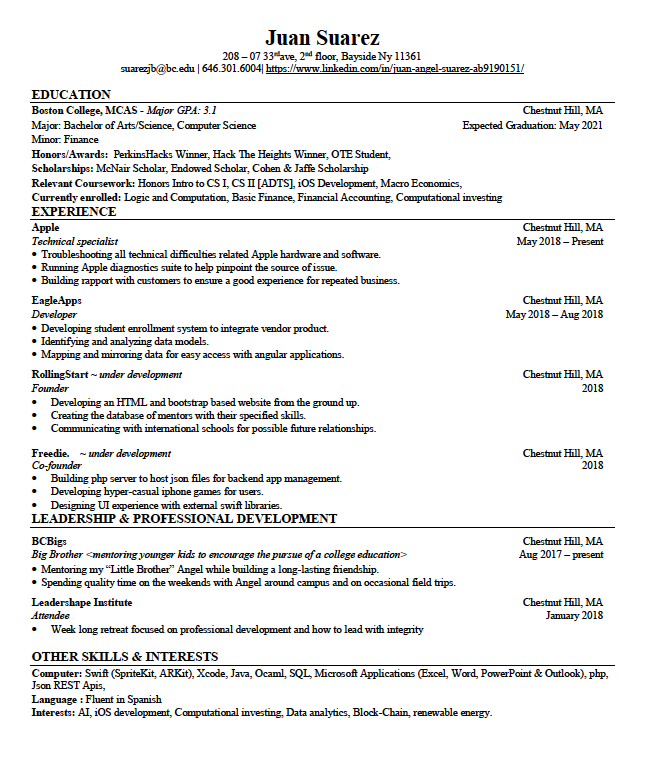 Juan Suarez
208 – 07 33rd ave, 2nd floor, Bayside Ny 11361
suarezjb@bc.edu | 646.301.6004| https://www.linkedin.com/in/juan-angel-suarez-ab9190151/
EDUCATION
Boston College, MCAS - Major GPA: 3.1 Chestnut Hill, MA
Major: Bachelor of Arts/Science, Computer Science Expected Graduation: May 2021
Minor: Finance
Honors/Awards: PerkinsHacks Winner, Hack The Heights Winner, OTE Student,
Scholarships: McNair Scholar, Endowed Scholar, Cohen & Jaffe Scholarship
Relevant Coursework: Honors Intro to CS I, CS II [ADTS], iOS Development, Macro Economics,
Currently enrolled: Logic and Computation, Basic Finance, Financial Accounting, Computational investing
EXPERIENCE
Apple Chestnut Hill, MA
Technical specialist May 2018 – Present
• Troubleshooting all technical difficulties related Apple hardware and software.
• Running Apple diagnostics suite to help pinpoint the source of issue.
• Building rapport with customers to ensure a good experience for repeated business.
EagleApps Chestnut Hill, MA
Developer May 2018 – Aug 2018
• Developing student enrollment system to integrate vendor product.
• Identifying and analyzing data models.
• Mapping and mirroring data for easy access with angular applications.
RollingStart ~ under development Chestnut Hill, MA
Founder 2018
• Developing an HTML and bootstrap based website from the ground up.
• Creating the database of mentors with their specified skills.
• Communicating with international schools for possible future relationships.
Freedie. ~ under development Chestnut Hill, MA
Co-founder 2018
• Building php server to host json files for backend app management.
• Developing hyper-casual iphone games for users.
• Designing UI experience with external swift libraries.
LEADERSHIP & PROFESSIONAL DEVELOPMENT
BCBigs Chestnut Hill, MA
Big Brother <mentoring younger kids to encourage the pursue of a college education> Aug 2017 – present
• Mentoring my “Little Brother” Angel while building a long-lasting friendship.
• Spending quality time on the weekends with Angel around campus and on occasional field trips.
Leadershape Institute Chestnut Hill, MA
Attendee January 2018
• Week long retreat focused on professional development and how to lead with integrity
OTHER SKILLS & INTERESTS
Computer: Swift (SpriteKit, ARKit), Xcode, Java, Ocaml, SQL, Microsoft Applications (Excel, Word, PowerPoint & Outlook), php,
Json REST Apis,
Language : Fluent in Spanish
Interests: AI, iOS development, Computational investing, Data analytics, Block-Chain, renewable energy.